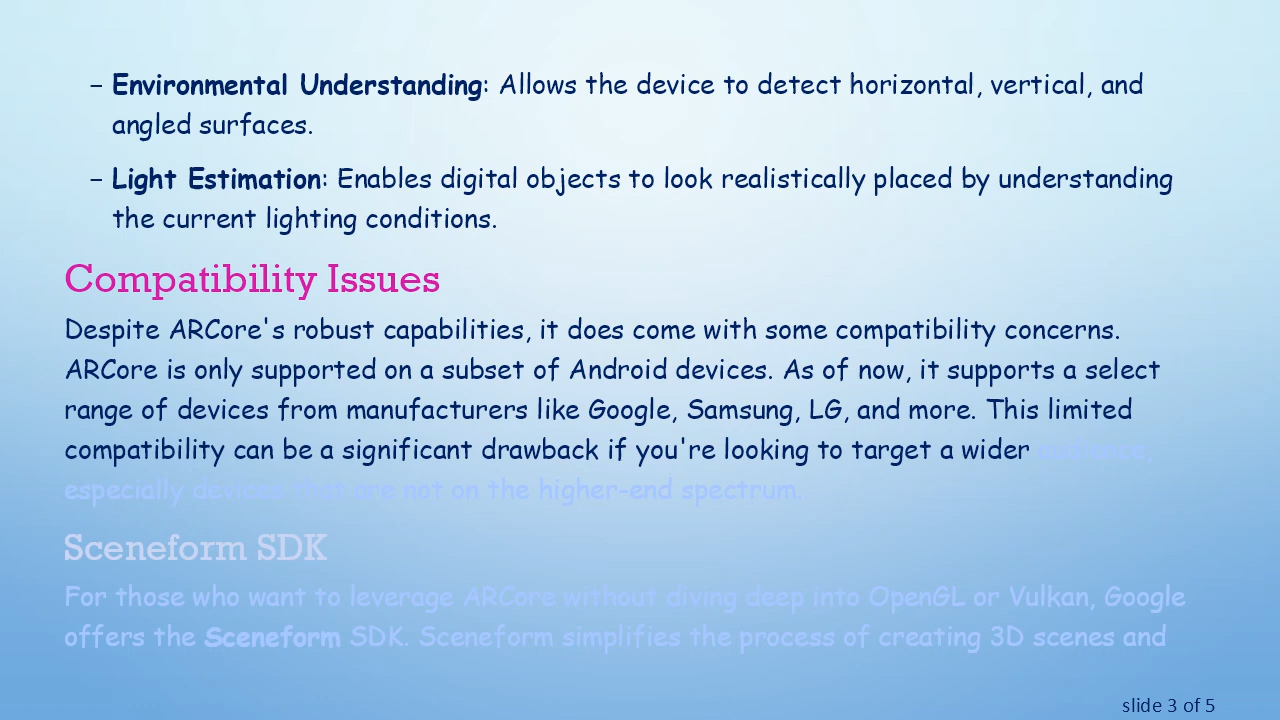 – Environmental Understanding: Allows the device to detect horizontal, vertical, and
angled surfaces.
– Light Estimation: Enables digital objects to look realistically placed by understanding
the current lighting conditions.
Compatibility Issues
Despite ARCore's robust capabilities, it does come with some compatibility concerns.
ARCore is only supported on a subset of Android devices. As of now, it supports a select
range of devices from manufacturers like Google, Samsung, LG, and more. This limited
compatibility can be a significant drawback if you're looking to target a wider audience,
especially devices that are not on the higher-end spectrum.
Sceneform SDK
For those who want to leverage ARCore without diving deep into OpenGL or Vulkan, Google
offers the Sceneform SDK. Sceneform simplifies the process of creating 3D scenes and
slide 3 of 5